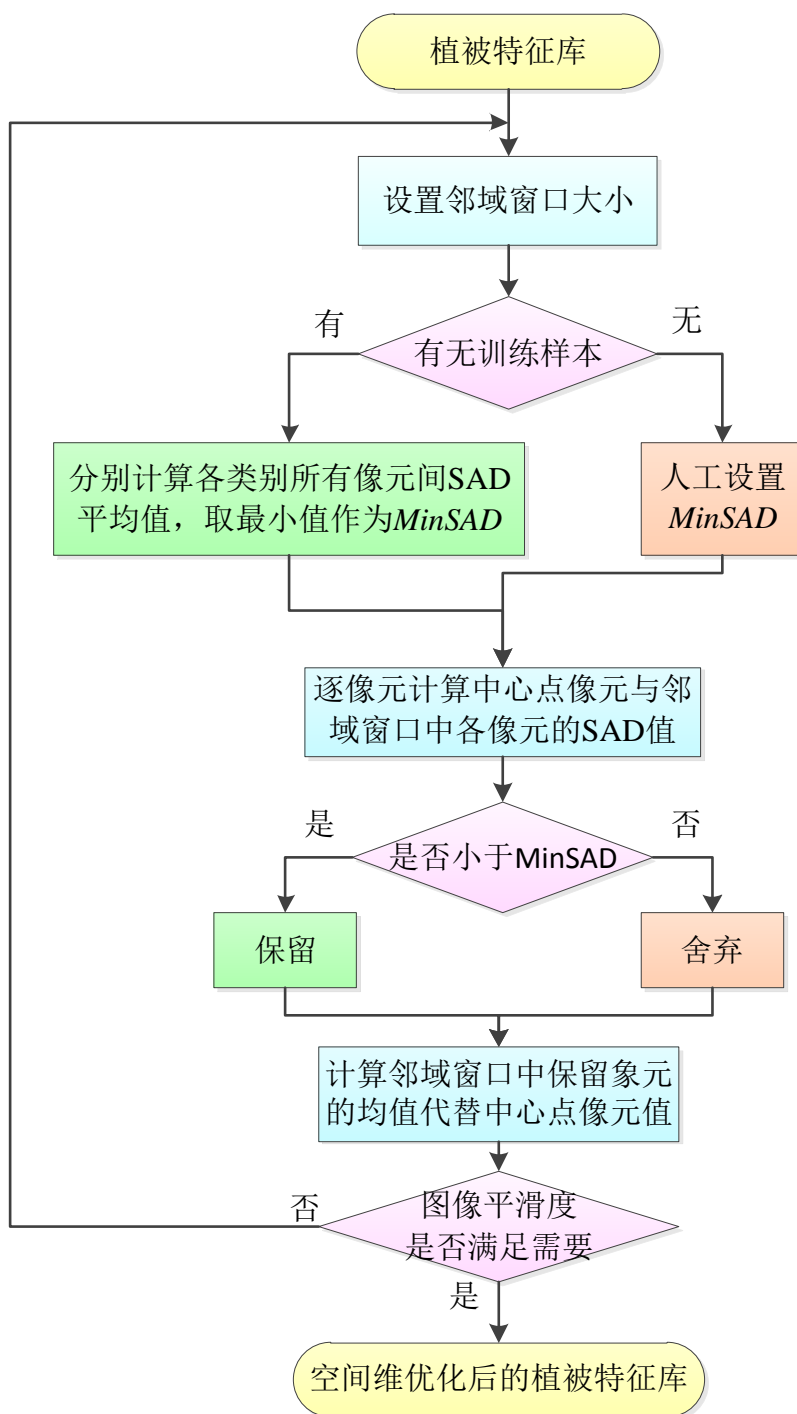 植被特征库
设置邻域窗口大小
有
无
有无训练样本
分别计算各类别所有像元间SAD
平均值，取最小值作为MinSAD
人工设置
MinSAD
逐像元计算中心点像元与邻
域窗口中各像元的SAD值
是
否
是否小于MinSAD
保留
舍弃
计算邻域窗口中保留象元
的均值代替中心点像元值
否
图像平滑度
是否满足需要
是
空间维优化后的植被特征库